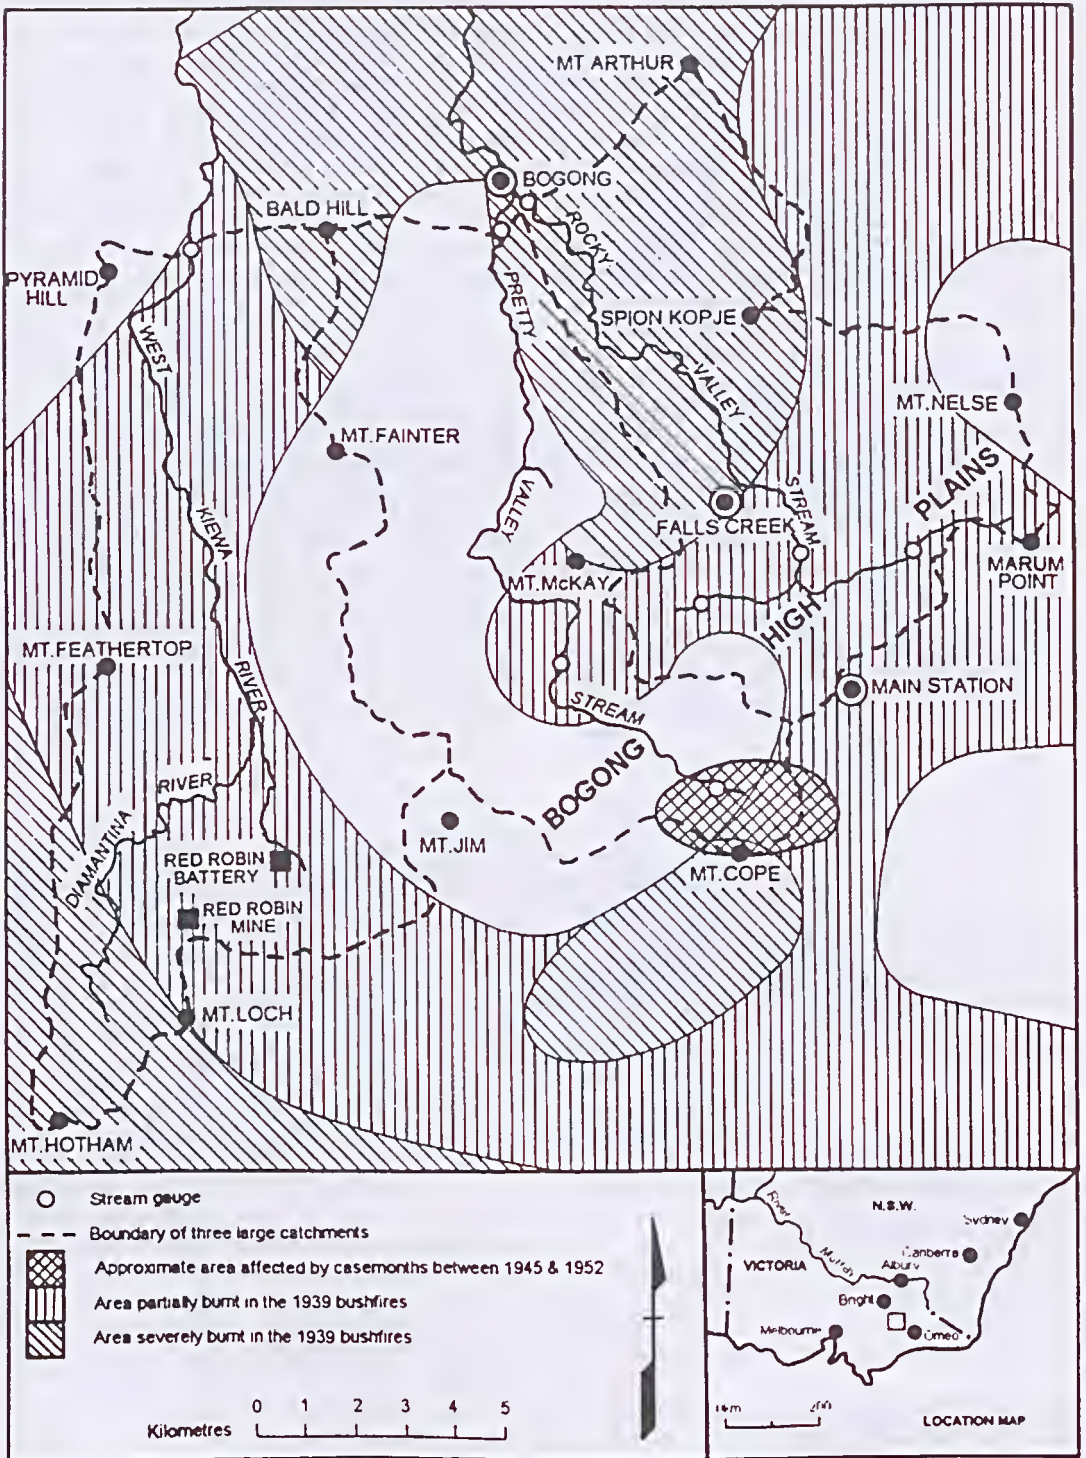 MT ARTHUR
BOGONG
BALD HILL
ROCKY
PYRAMID
HILL
PRETTY
SPION KOPJE
WEST
VALLEY
MT.NELSE
MT.FAINTER
PLAINS
VALLEY
STREAM
KIEWA
FALLS CREEK
MARUM
POINT
MT.McKAY
HIGH
MT.FEATHERTOP
RIVER
MAIN STATION
STREAM
BOGONG
RIVER
MT.JIM
DIAMANTINA
RED ROBIN
BATTERY
MT.COPE
RED ROBIN
MINE
MT.LOCH
MT.HOTHAM
Stream gauge
Boundary of three large catchments
Approximate area affected by casemonths between 1945 & 1952
Area partially burnt in the 1939 bushfires
Area severely burnt in the 1939 bushfires
0 1 2 3 4 5
Kilometres
River
Murray
N.S.W.
Sydney
Canberra
VICTORIA
Albury
Bright
Melbourne
Omeo
200
LOCATION MAP